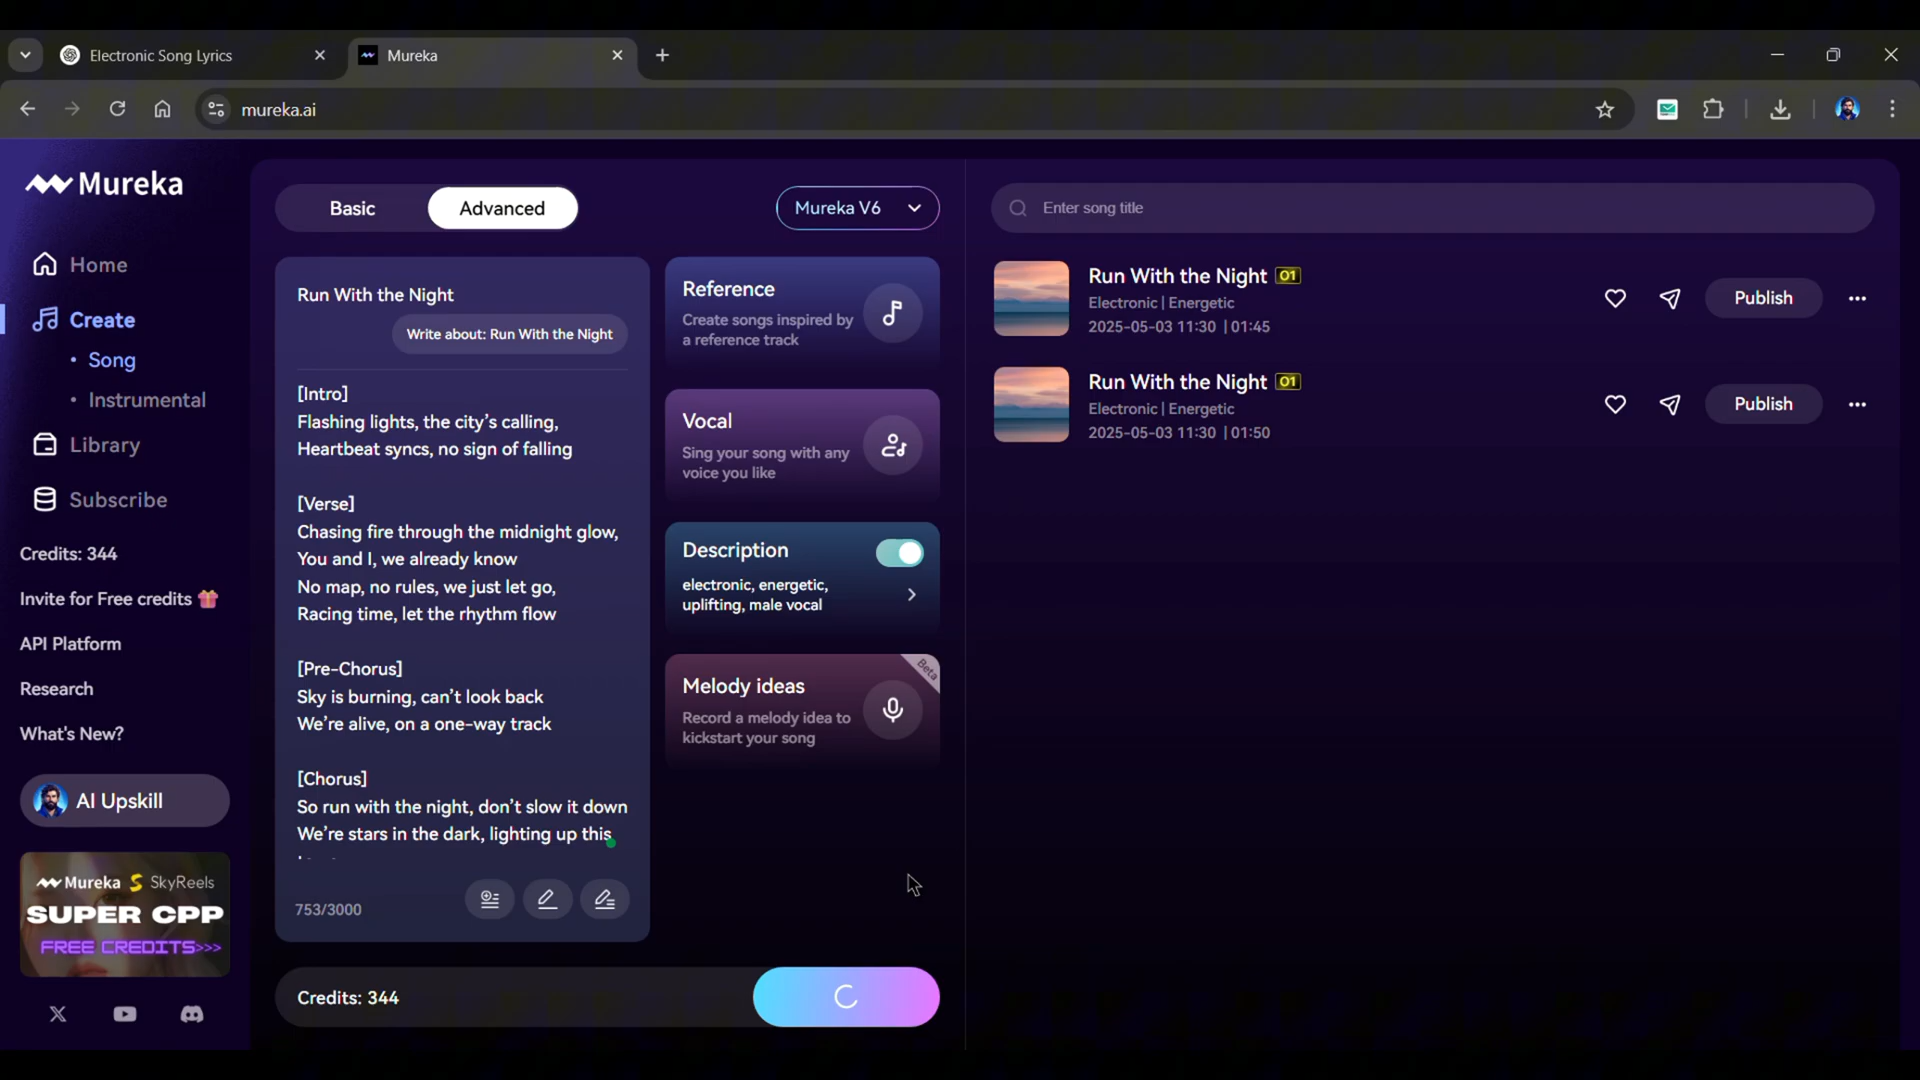 Electronic Song Lyrics
Mureka
mureka.ai
Mureka
Home
Create
• Song
• Instrumental
Library
Subscribe
Credits: 344
Invite for Free credits
API Platform
Research
What's New?
AI Upskill
Mureka SkyReels
SUPER CPP
FREE CREDITS>>>
Basic
Advanced
Mureka V6
Run With the Night
Write about: Run With the Night
[Intro]
Flashing lights, the city’s calling,
Heartbeat syncs, no sign of falling
[Verse]
Chasing fire through the midnight glow,
You and I, we already know
No map, no rules, we just let go,
Racing time, let the rhythm flow
[Pre-Chorus]
Sky is burning, can’t look back
We’re alive, on a one-way track
[Chorus]
So run with the night, don’t slow it down
We’re stars in the dark, lighting up this
753/3000
Reference
Create songs inspired by
a reference track
Vocal
Sing your song with any
voice you like
Description
electronic, energetic,
uplifting, male vocal
Beta
Melody ideas
Record a melody idea to
kickstart your song
Credits: 344
Enter song title
Run With the Night O1
Electronic | Energetic
2025-05-03 11:30 | 01:45
Publish
Run With the Night O1
Electronic | Energetic
2025-05-03 11:30 | 01:50
Publish